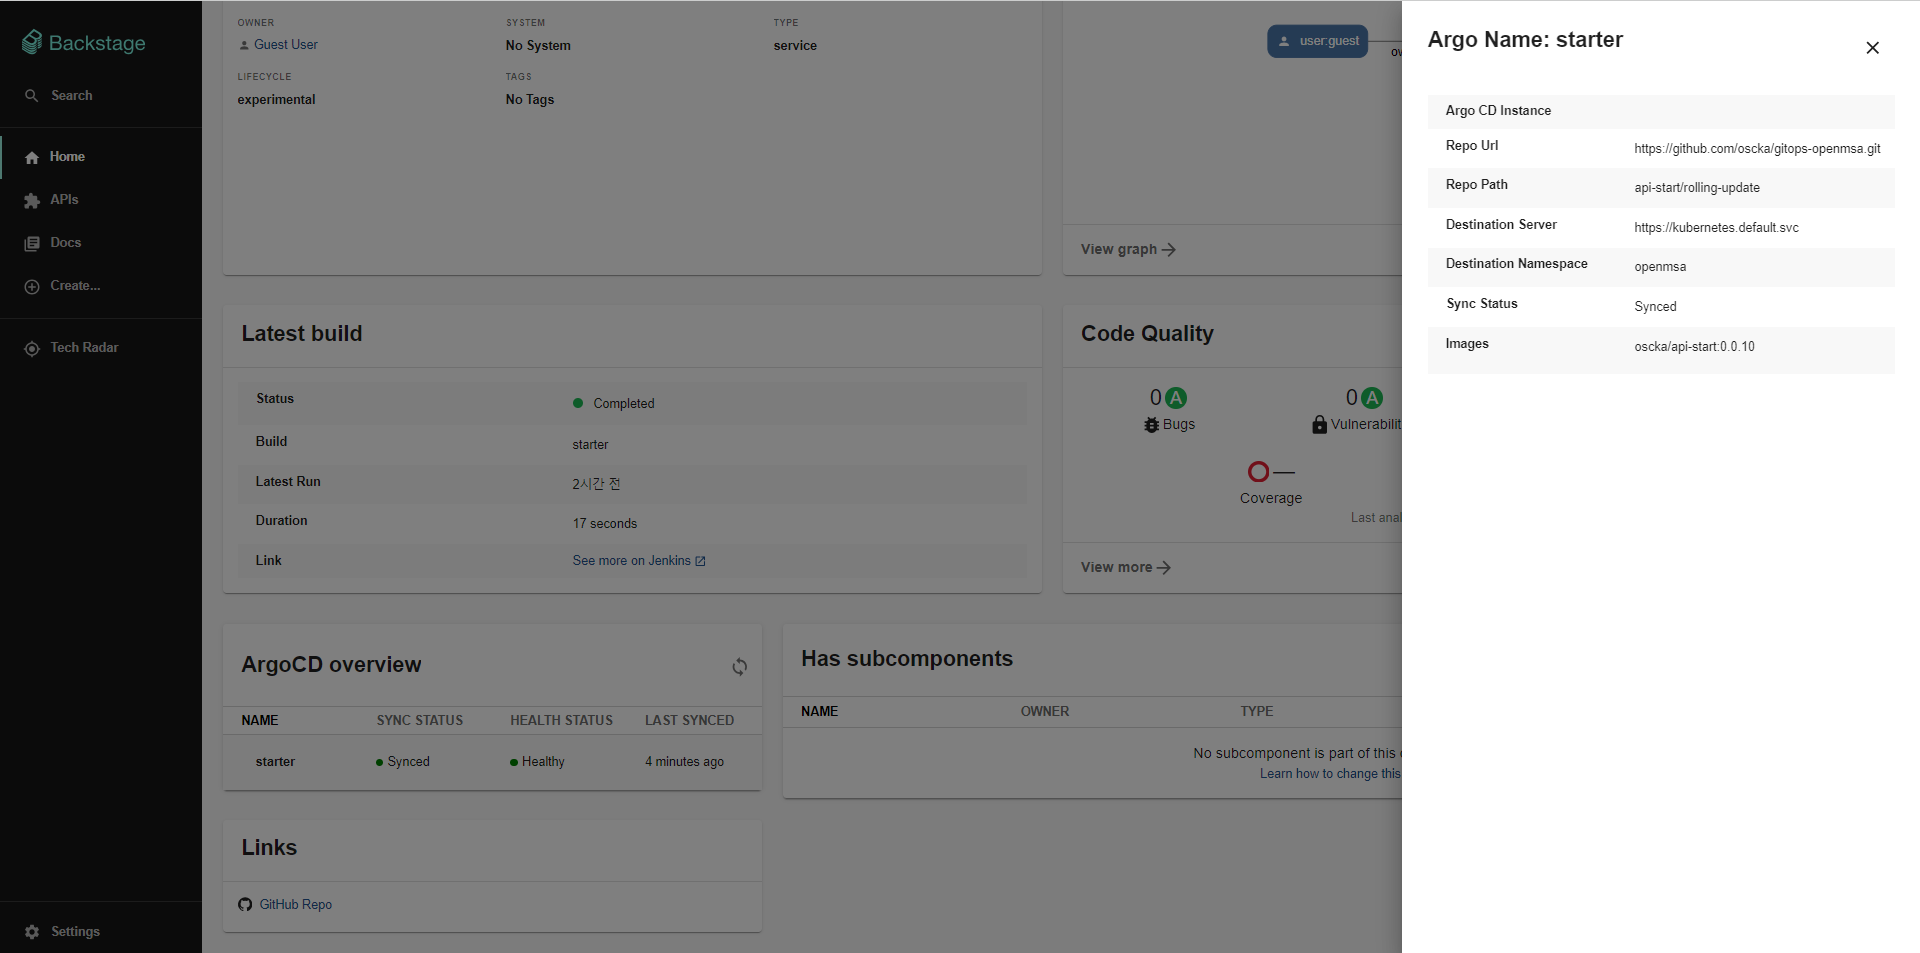 Backstage
Search
Home
APIs
Docs
Create...
Tech Radar
Settings
OWNER
Guest User
SYSTEM
No System
TYPE
service
LIFECYCLE
experimental
TAGS
No Tags
user:guest
View graph
Latest build
Status
Completed
Build
starter
Latest Run
2시간 전
Duration
17 seconds
Link
See more on Jenkins
Code Quality
0 A
Bugs
0 A
Vulnerabilit
—
Coverage
Last anal
View more
ArgoCD overview
NAME SYNC STATUS HEALTH STATUS LAST SYNCED
starter Synced Healthy 4 minutes ago
Has subcomponents
NAME OWNER TYPE
No subcomponent is part of this
Learn how to change this
Links
GitHub Repo
Argo Name: starter
Argo CD Instance
Repo Url https://github.com/oscka/gitops-openmsa.git
Repo Path api-start/rolling-update
Destination Server https://kubernetes.default.svc
Destination Namespace openmsa
Sync Status Synced
Images oscka/api-start:0.0.10